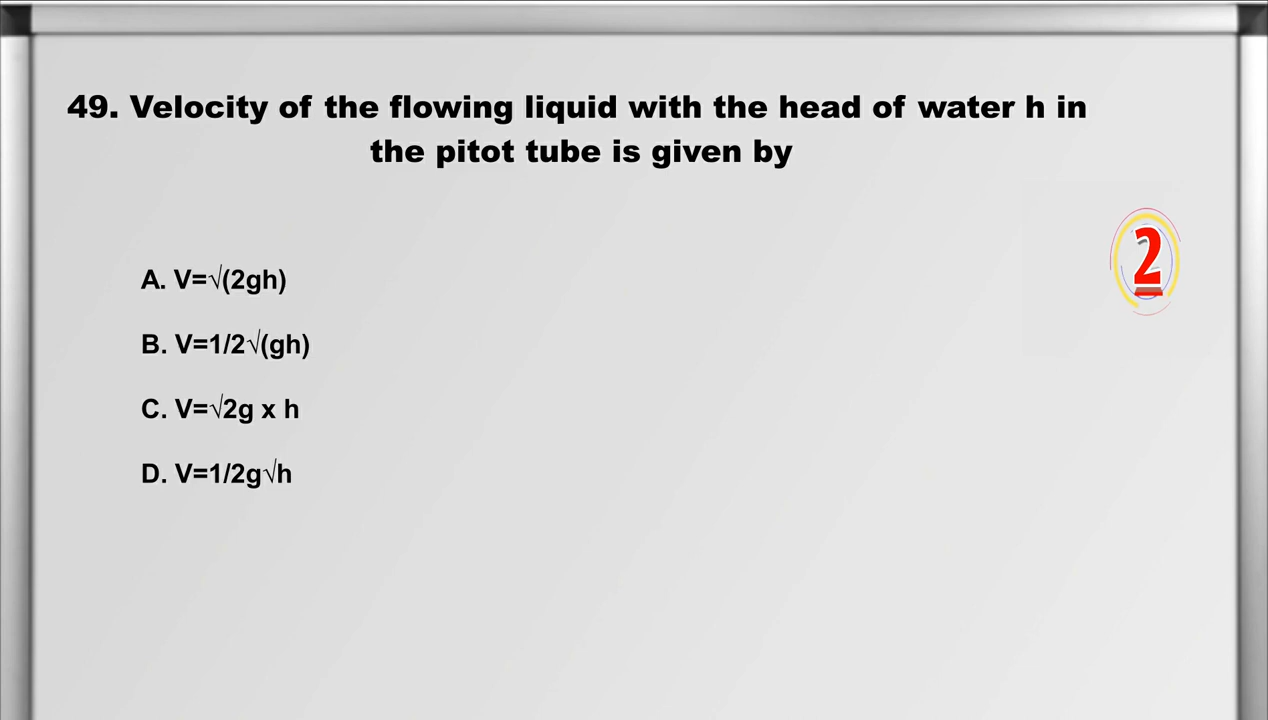 49. Velocity of the flowing liquid with the head of water h in
the pitot tube is given by
2
A. V=√(2gh)
B. V=1/2√(gh)
C. V=√2g x h
D. V=1/2g√h